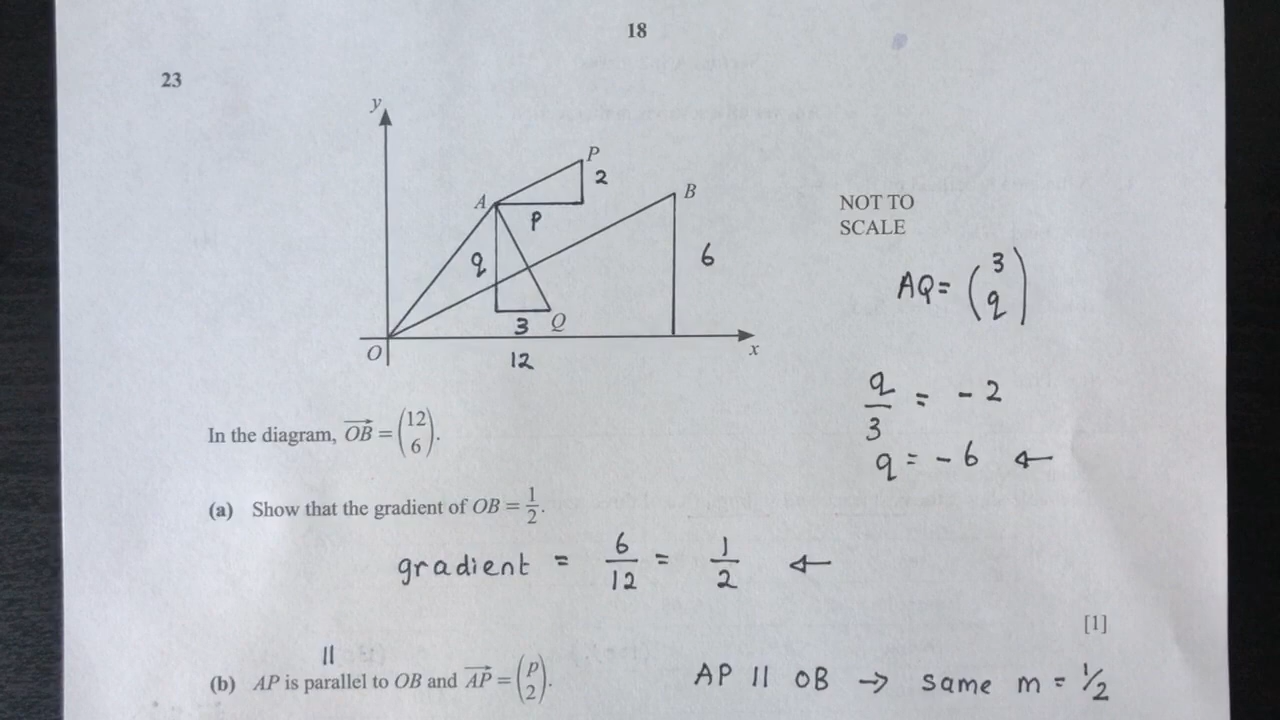 18
23
y
P
2
A
B
P
q
6
3 Q
O
12
x
NOT TO
SCALE
AQ = (3
q)
q/3 = -2
q = -6 ←
In the diagram, OB→ = (12
6).
(a) Show that the gradient of OB = 1/2.
gradient = 6/12 = 1/2 ←
[1]
||
(b) AP is parallel to OB and AP→ = (p
2).
AP || OB → same m = 1/2